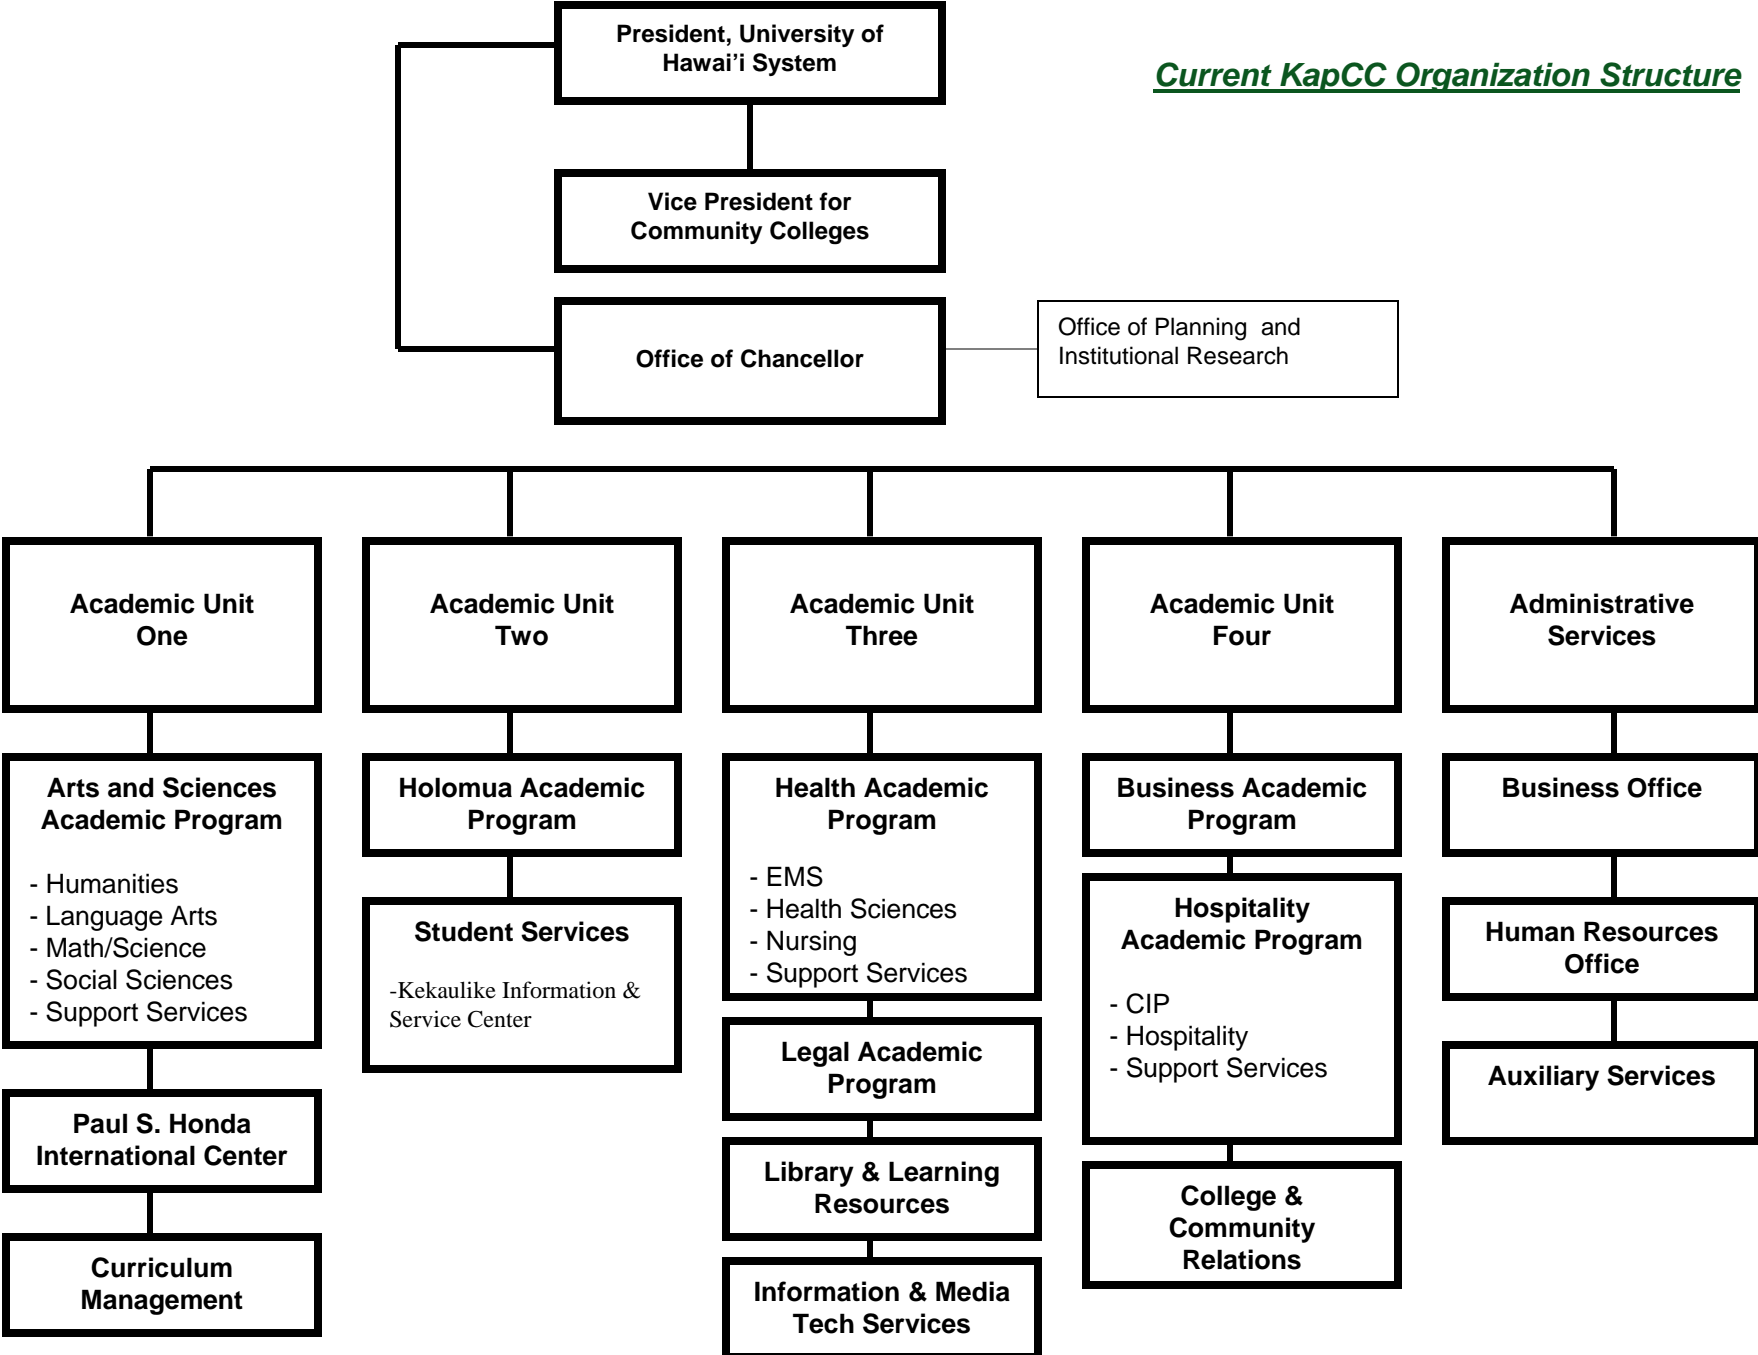 President, University of
Hawai'i System
Current KapCC Organization Structure
Vice President for
Community Colleges
Office of Chancellor
Office of Planning  and
Institutional Research
Academic Unit
One
Academic Unit
Two
Academic Unit
Three
Academic Unit
Four
Administrative
Services
Arts and Sciences
Academic Program
- Humanities
- Language Arts
- Math/Science
- Social Sciences
- Support Services
Paul S. Honda
International Center
Curriculum
Management
Holomua Academic
Program
Student Services
-Kekaulike Information &
Service Center
Health Academic
Program
- EMS
- Health Sciences
- Nursing
- Support Services
Legal Academic
Program
Library & Learning
Resources
Information & Media
Tech Services
Business Academic
Program
Hospitality
Academic Program
- CIP
- Hospitality
- Support Services
College &
Community
Relations
Business Office
Human Resources
Office
Auxiliary Services